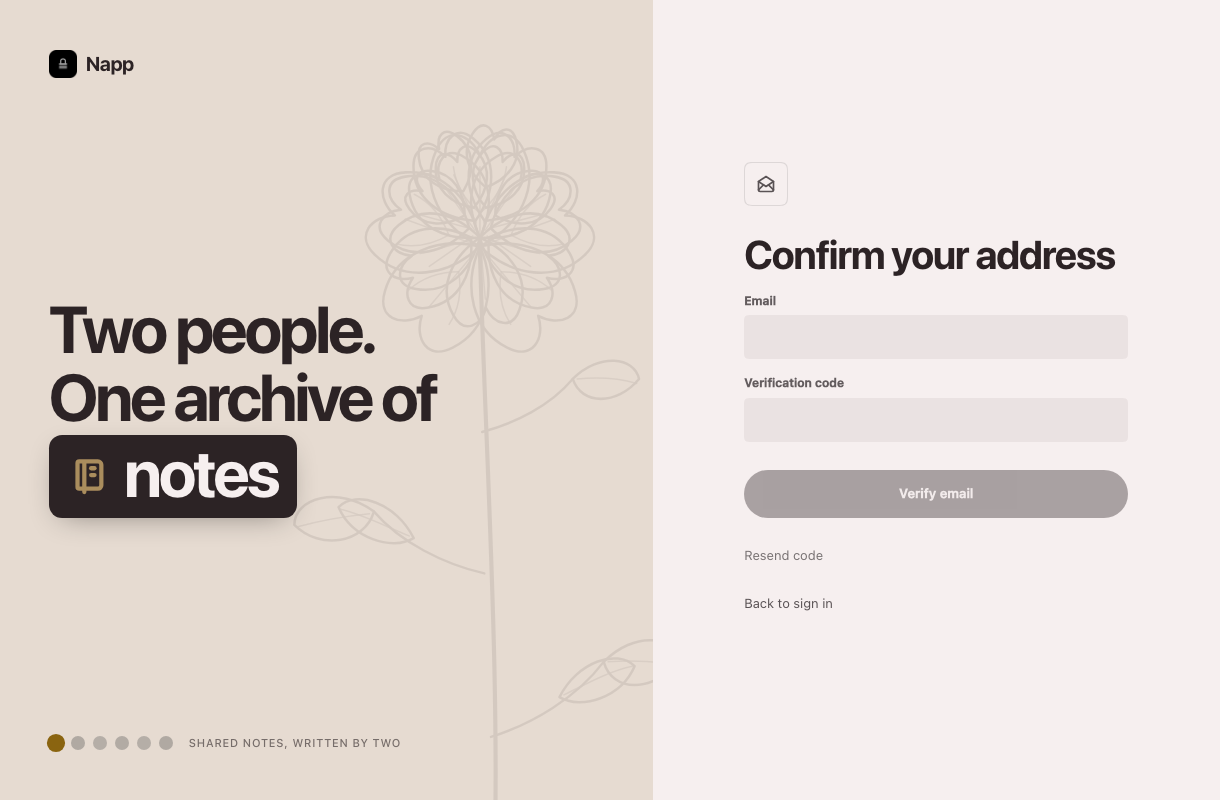 Napp
Two people.
One archive of
notes
SHARED NOTES, WRITTEN BY TWO
Confirm your address
Email
Verification code
Verify email
Resend code
Back to sign in